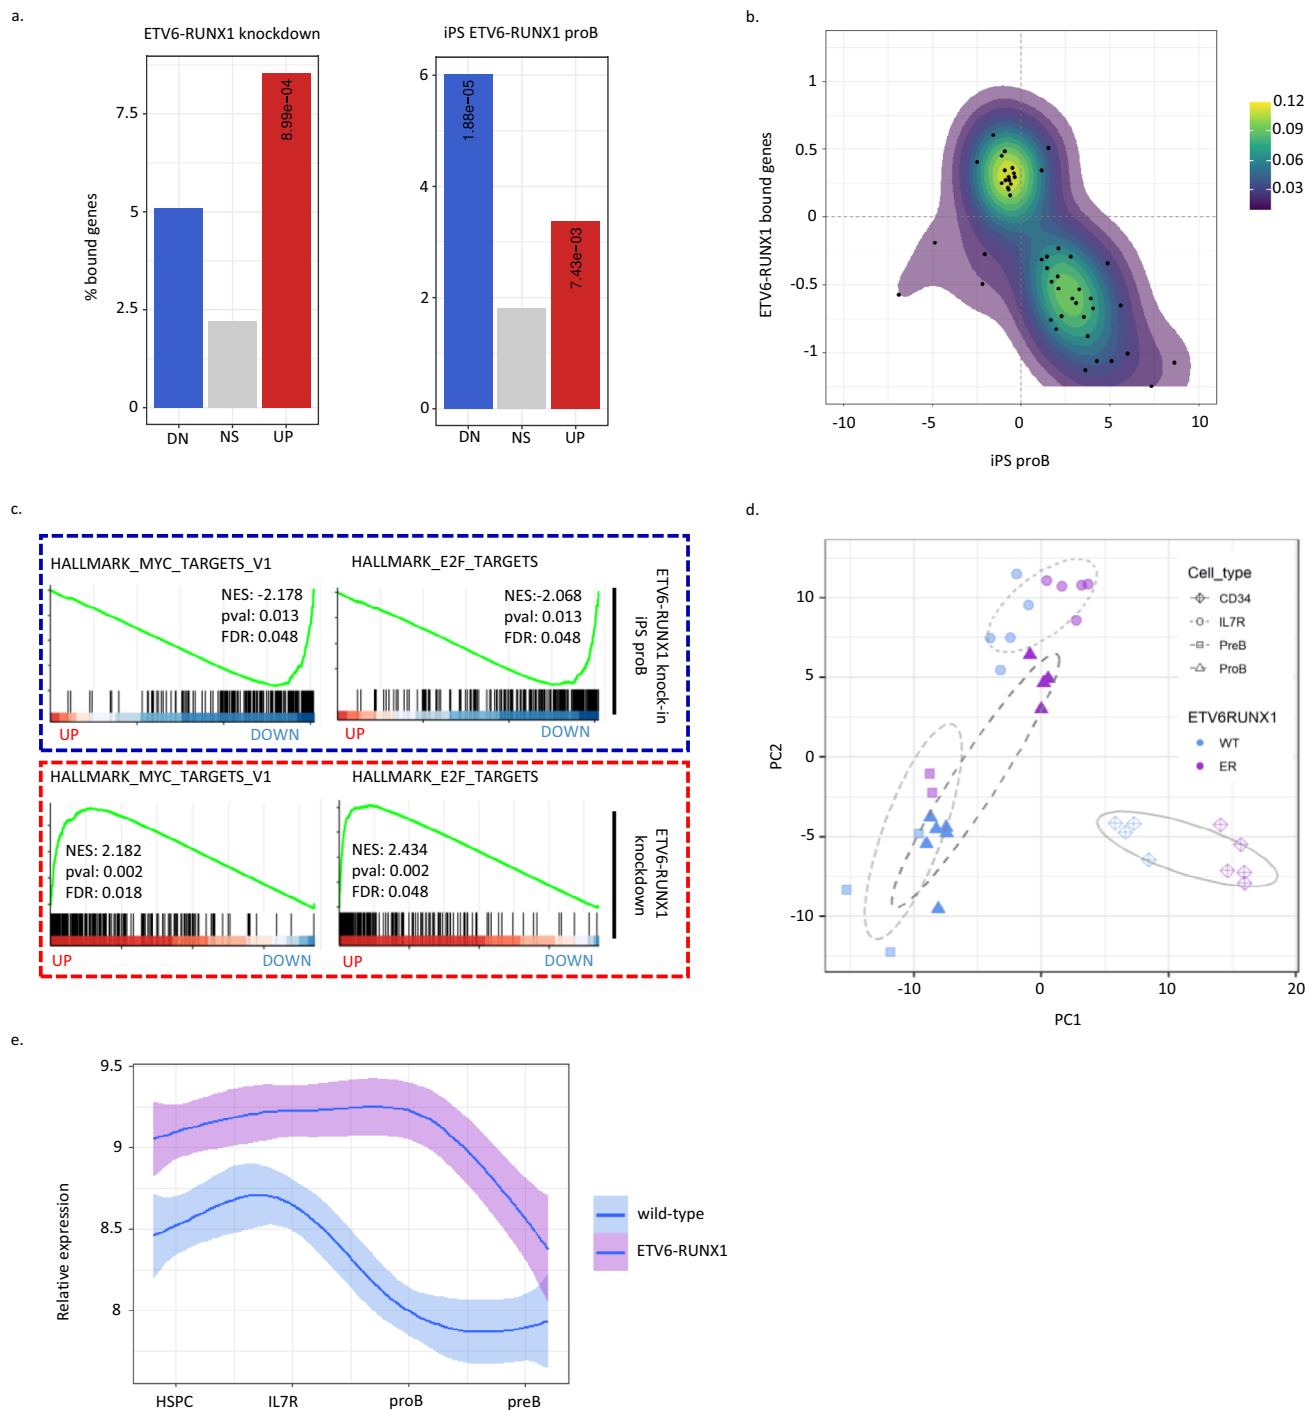 a.
ETV6-RUNX1 knockdown
iPS ETV6-RUNX1 proB
% bound genes
7.5
5
2.5
0
8.99e-04
DN
NS
UP
6
4
2
0
1.88e-05
7.43e-03
DN
NS
UP
b.
ETV6-RUNX1 bound genes
1
0.5
0
-0.5
-1
-10
-5
0
5
10
iPS proB
0.12
0.09
0.06
0.03
c.
HALLMARK_MYC_TARGETS_V1
NES: -2.178
pval: 0.013
FDR: 0.048
UP
DOWN
HALLMARK_E2F_TARGETS
NES:-2.068
pval: 0.013
FDR: 0.048
UP
DOWN
ETV6-RUNX1 knock-in
iPS proB
HALLMARK_MYC_TARGETS_V1
NES: 2.182
pval: 0.002
FDR: 0.018
UP
DOWN
HALLMARK_E2F_TARGETS
NES: 2.434
pval: 0.002
FDR: 0.048
UP
DOWN
ETV6-RUNX1
knockdown
d.
PC2
10
5
0
-5
-10
-10
0
10
20
PC1
Cell_type
CD34
IL7R
PreB
ProB
ETV6RUNX1
WT
ER
e.
Relative expression
9.5
9
8.5
8
HSPC
IL7R
proB
preB
wild-type
ETV6-RUNX1